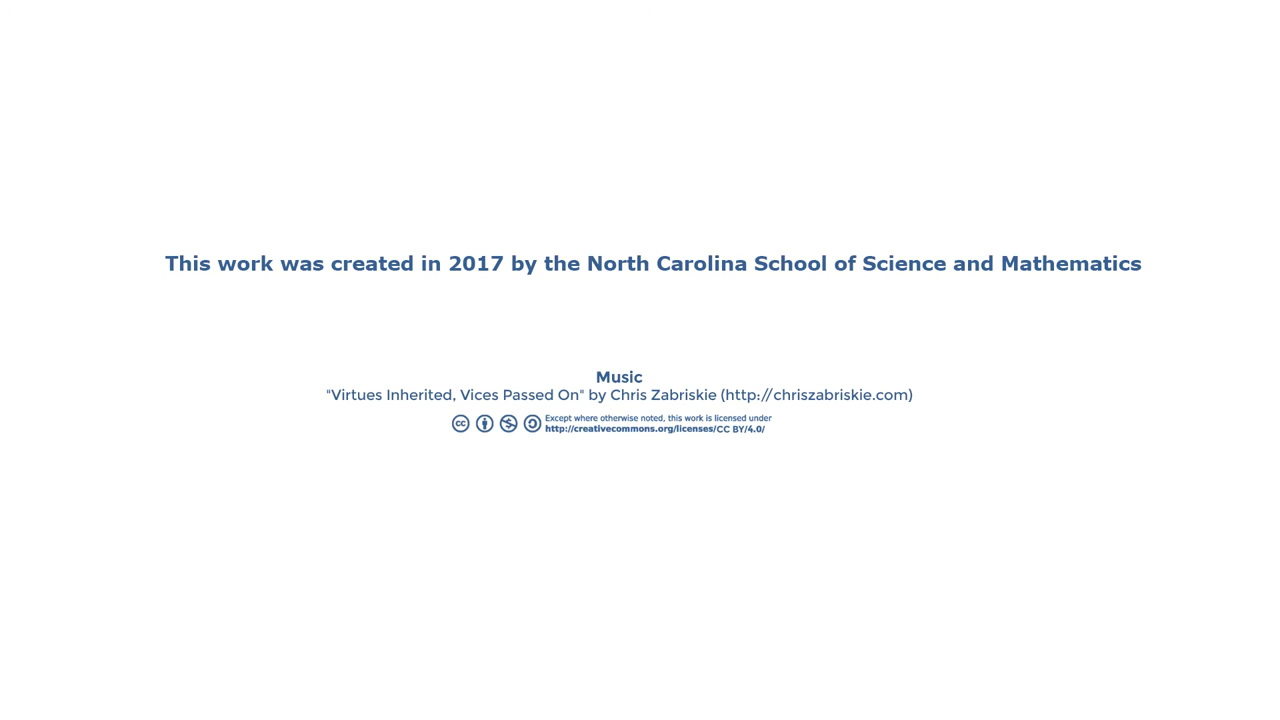 This work was created in 2017 by the North Carolina School of Science and Mathematics
Music
"Virtues Inherited, Vices Passed On" by Chris Zabriskie (http://chriszabriskie.com)
cc Except where otherwise noted, this work is licensed under
http://creativecommons.org/licenses/CC BY/4.0/